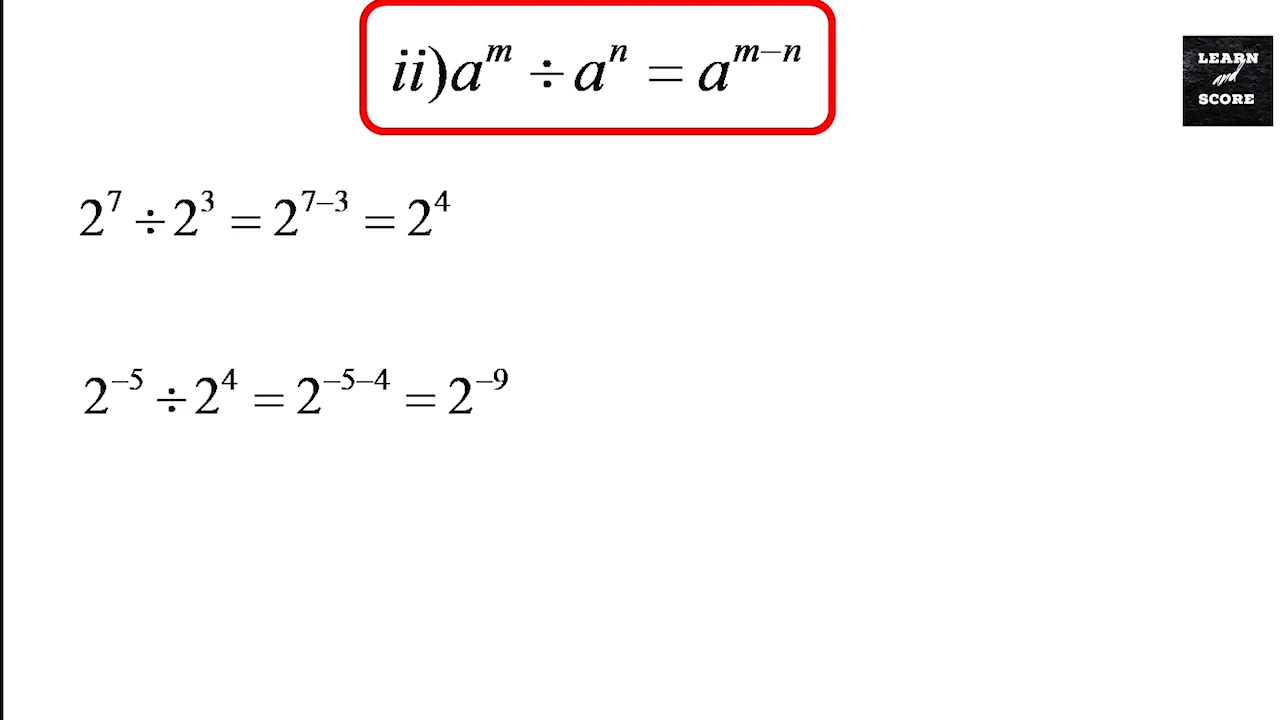 ii) a^m ÷ a^n = a^{m–n}
LEARN
and
SCORE
2^7 ÷ 2^3 = 2^{7–3} = 2^4
2^{–5} ÷ 2^4 = 2^{–5–4} = 2^{–9}